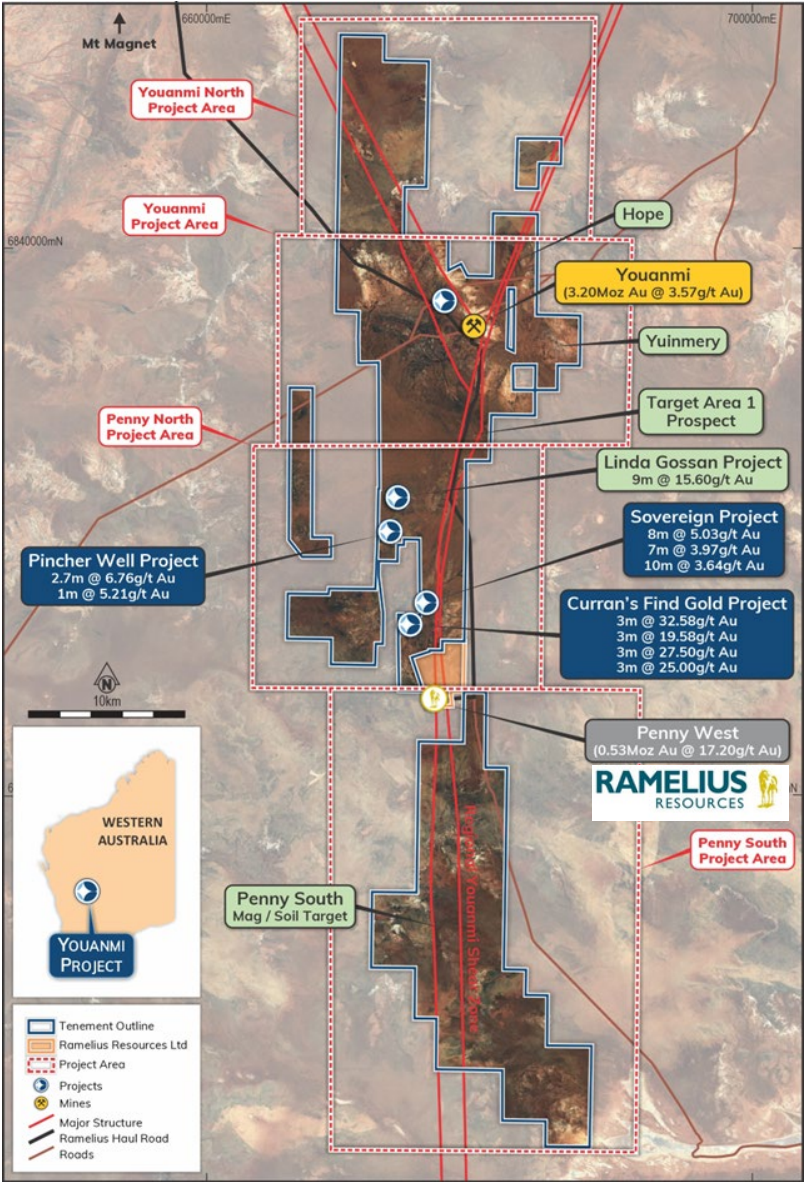 660000mE
700000mE
Mt Magnet
Youanmi North
Project Area
Youanmi
Project Area
Hope
6840000mN
Youanmi
(3.20Moz Au @ 3.57g/t Au)
Yuinmery
Target Area 1
Prospect
Penny North
Project Area
Linda Gossan Project
9m @ 15.60g/t Au
Sovereign Project
8m @ 5.03g/t Au
7m @ 3.97g/t Au
10m @ 3.64g/t Au
Pincher Well Project
2.7m @ 6.76g/t Au
1m @ 5.21g/t Au
Curran's Find Gold Project
3m @ 32.58g/t Au
3m @ 19.58g/t Au
3m @ 27.50g/t Au
3m @ 25.00g/t Au
N
10km
Penny West
(0.53Moz Au @ 17.20g/t Au)
RAMELIUS
RESOURCES
WESTERN
AUSTRALIA
YOUANMI
PROJECT
Penny South
Project Area
Penny South
Mag / Soil Target
Regional Youanmi Shear Zone
Tenement Outline
Ramelius Resources Ltd
Project Area
Projects
Mines
Major Structure
Ramelius Haul Road
Roads